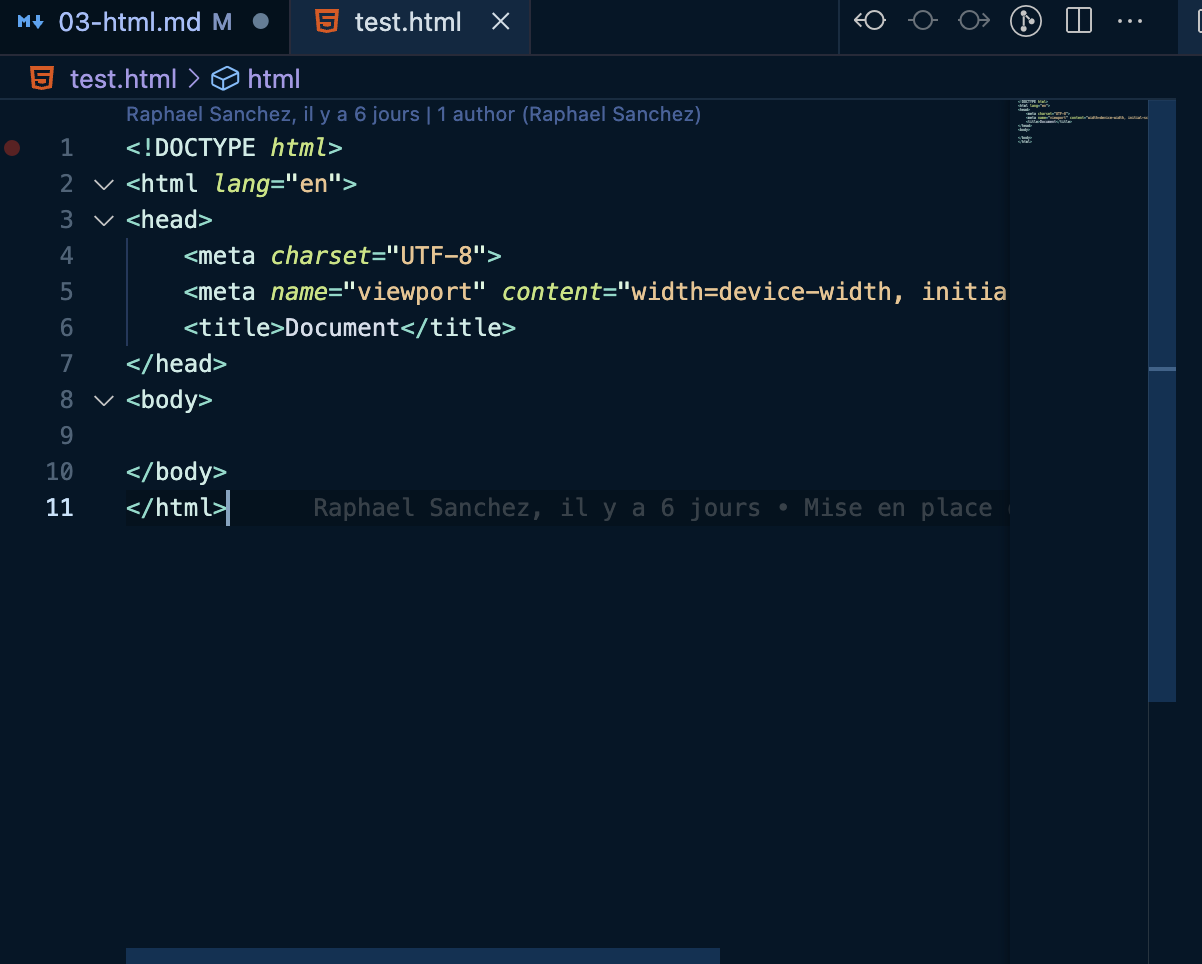 M↓ 03-html.md M ● test.html ×
test.html > html
Raphael Sanchez, il y a 6 jours | 1 author (Raphael Sanchez)
1 <!DOCTYPE html>
2 <html lang="en">
3 <head>
4 <meta charset="UTF-8">
5 <meta name="viewport" content="width=device-width, initia
6 <title>Document</title>
7 </head>
8 <body>
9
10 </body>
11 </html> Raphael Sanchez, il y a 6 jours • Mise en place